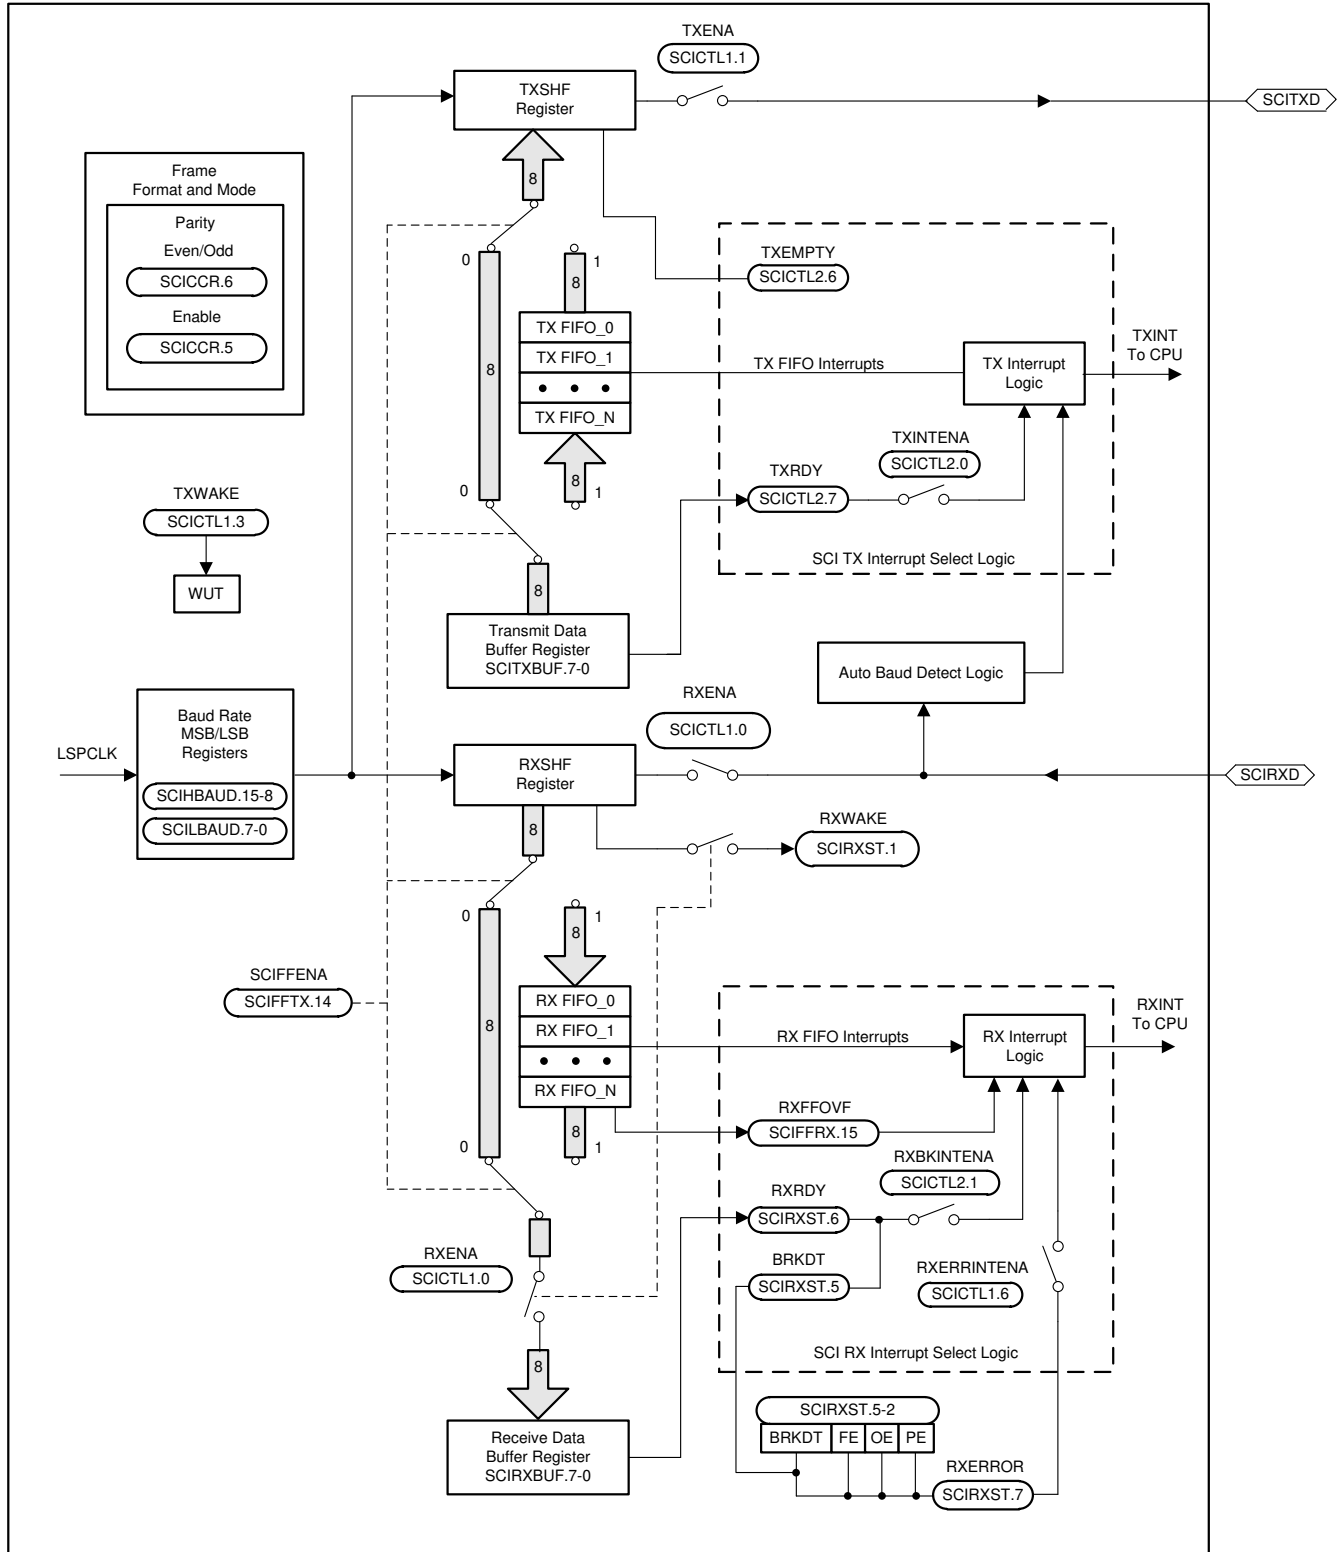 TXENA
SCICTL1.1
TXSHF
Register
SCITXD
Frame
Format and Mode
Parity
Even/Odd
SCICCR.6
Enable
SCICCR.5
8
0
1
8
TXEMPTY
SCICTL2.6
TX FIFO_0
TX FIFO_1
• • •
TX FIFO_N
8
TX FIFO Interrupts
TX Interrupt
Logic
TXINT
To CPU
TXINTENA
SCICTL2.0
TXRDY
SCICTL2.7
0
8
1
SCI TX Interrupt Select Logic
TXWAKE
SCICTL1.3
WUT
8
Transmit Data
Buffer Register
SCITXBUF.7-0
Auto Baud Detect Logic
RXENA
SCICTL1.0
LSPCLK
Baud Rate
MSB/LSB
Registers
SCIHBAUD.15-8
SCILBAUD.7-0
RXSHF
Register
SCIRXD
8
RXWAKE
SCIRXST.1
0
1
8
SCIFFENA
SCIFFTX.14
RX FIFO_0
RX FIFO_1
• • •
RX FIFO_N
8
RX FIFO Interrupts
RX Interrupt
Logic
RXINT
To CPU
RXFFOVF
SCIFFRX.15
0
8
1
RXBKINTENA
SCICTL2.1
RXRDY
SCIRXST.6
BRKDT
SCIRXST.5
RXERRINTENA
SCICTL1.6
RXENA
SCICTL1.0
SCI RX Interrupt Select Logic
8
SCIRXST.5-2
BRKDT FE OE PE
Receive Data
Buffer Register
SCIRXBUF.7-0
RXERROR
SCIRXST.7